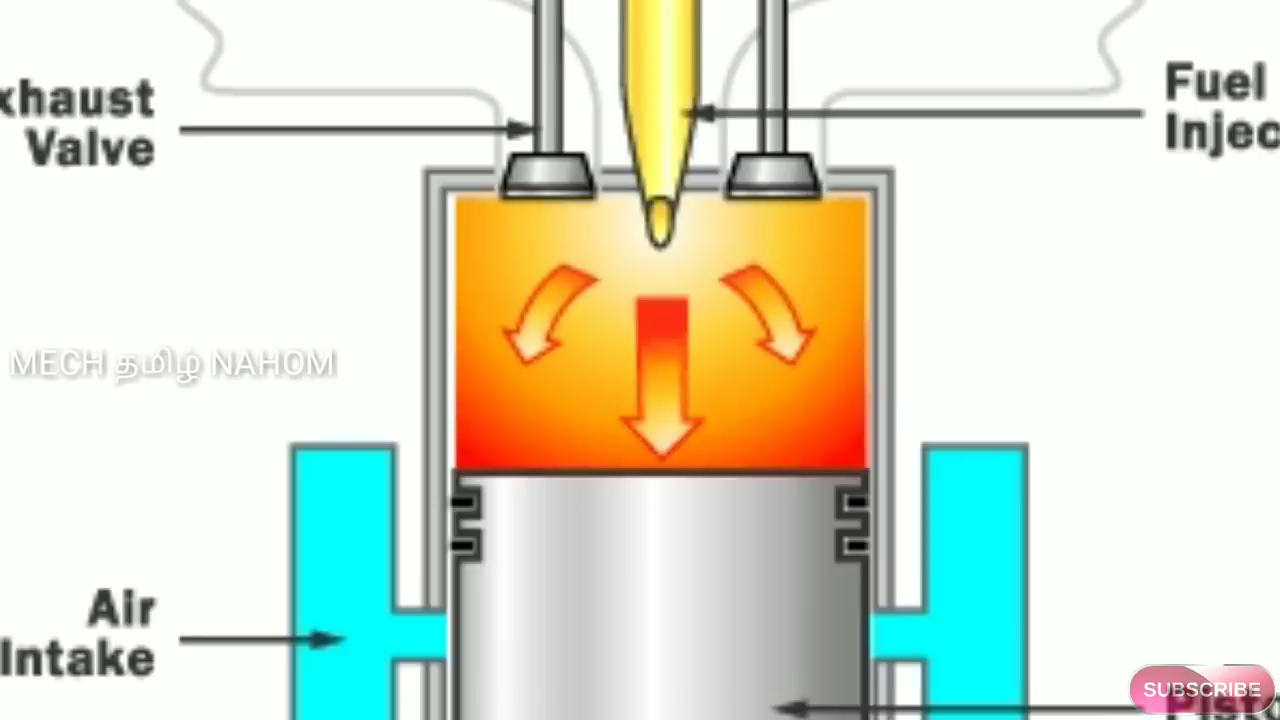 xhaust
Valve
Fuel
Injec
MECH தமிழ் NAHOM
Air
Intake
SUBSCRIBE